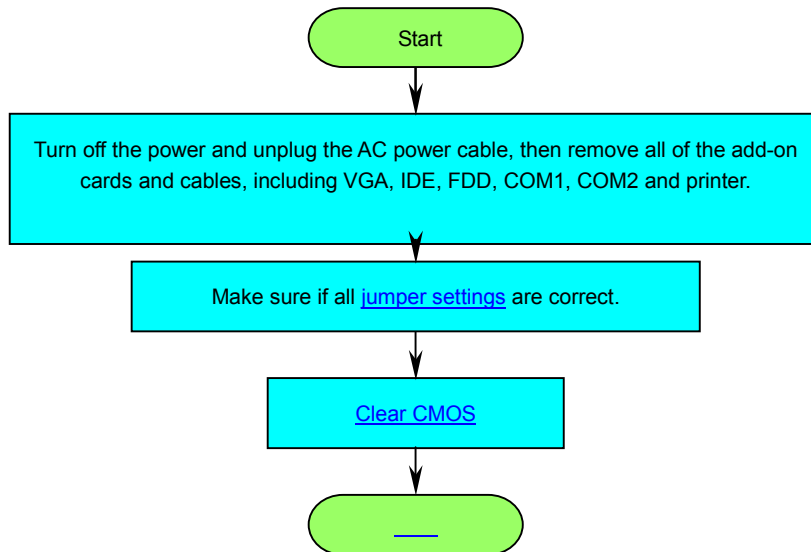 Start
Turn off the power and unplug the AC power cable, then remove all of the add-on
cards and cables, including VGA, IDE, FDD, COM1, COM2 and printer.
Make sure if all jumper settings are correct.
Clear CMOS